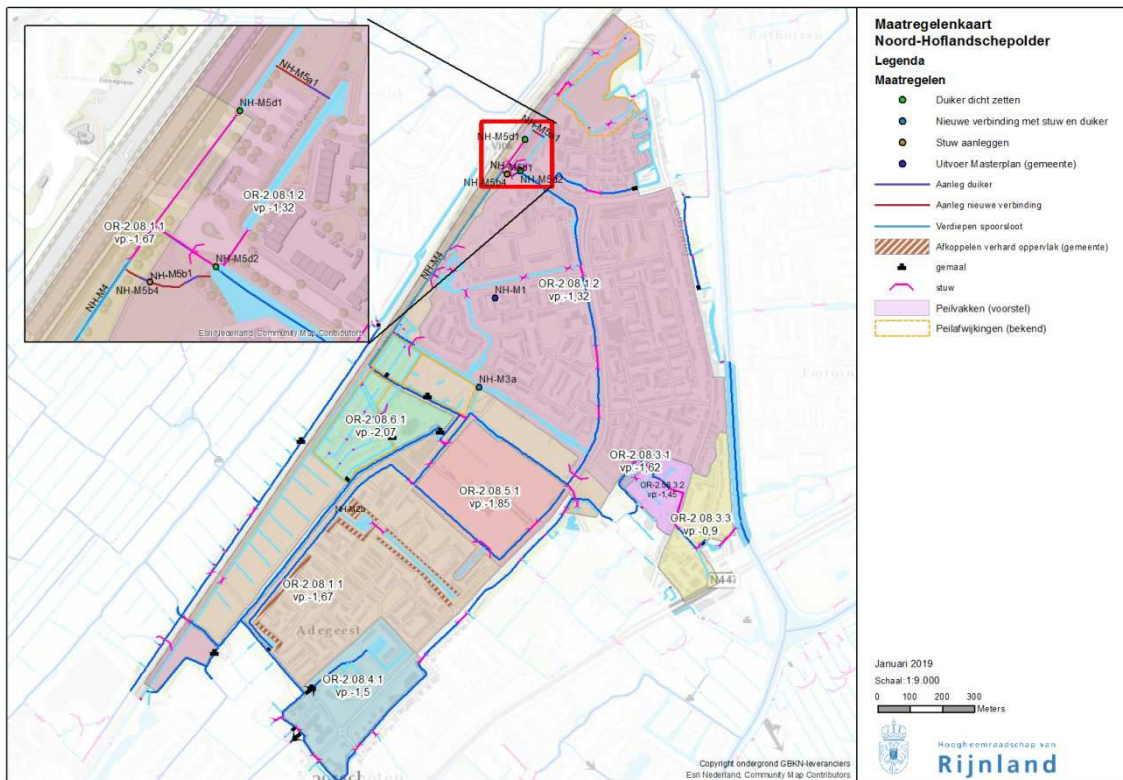 Maatregelenkaart
Noord-Hoflandschepolder
Legenda
Maatregelen
Duiker dicht zetten
Nieuwe verbinding met stuw en duiker
Stuw aanleggen
Uitvoer Masterplan (gemeente)
Aanleg duiker
Aanleg nieuwe verbinding
Verdiepen spoorsloot
Afkoppelen verhard oppervlak (gemeente)
gemaal
stuw
Peilvakken (voorstel)
Peilafwijkingen (bekend)
Januari 2019
Schaal:1:9.000
0 100 200 300
Meters
Hoogheemraadschap van
Rijnland
NH-M5a1
NH-M5d1
OR-2.08.1.2
vp.-1,32
OR-2.08.1.1
vp.-1,67
NH-M5d2
NH-M5b1
NH-M5b4
NH-M4
Esri Nederland, Community Map Contributors
NH-M5d1
NH-M5b4
NH-M5d2
NH-M4
NH-M1
OR-2.08.1.2
vp.-1,32
NH-M3a
OR-2.08.6.1
vp.-2,07
OR-2.08.3.1
vp.-1,62
OR-2.08.3.2
vp.-1,45
OR-2.08.5.1
vp.-1,85
OR-2.08.3.3
vp.-0,9
N447
OR-2.08.1.1
vp.-1,67
Adegeest
OR-2.08.4.1
vp.-1,5
Copyright ondergrond GBKN-leveranciers
Esri Nederland, Community Map Contributors